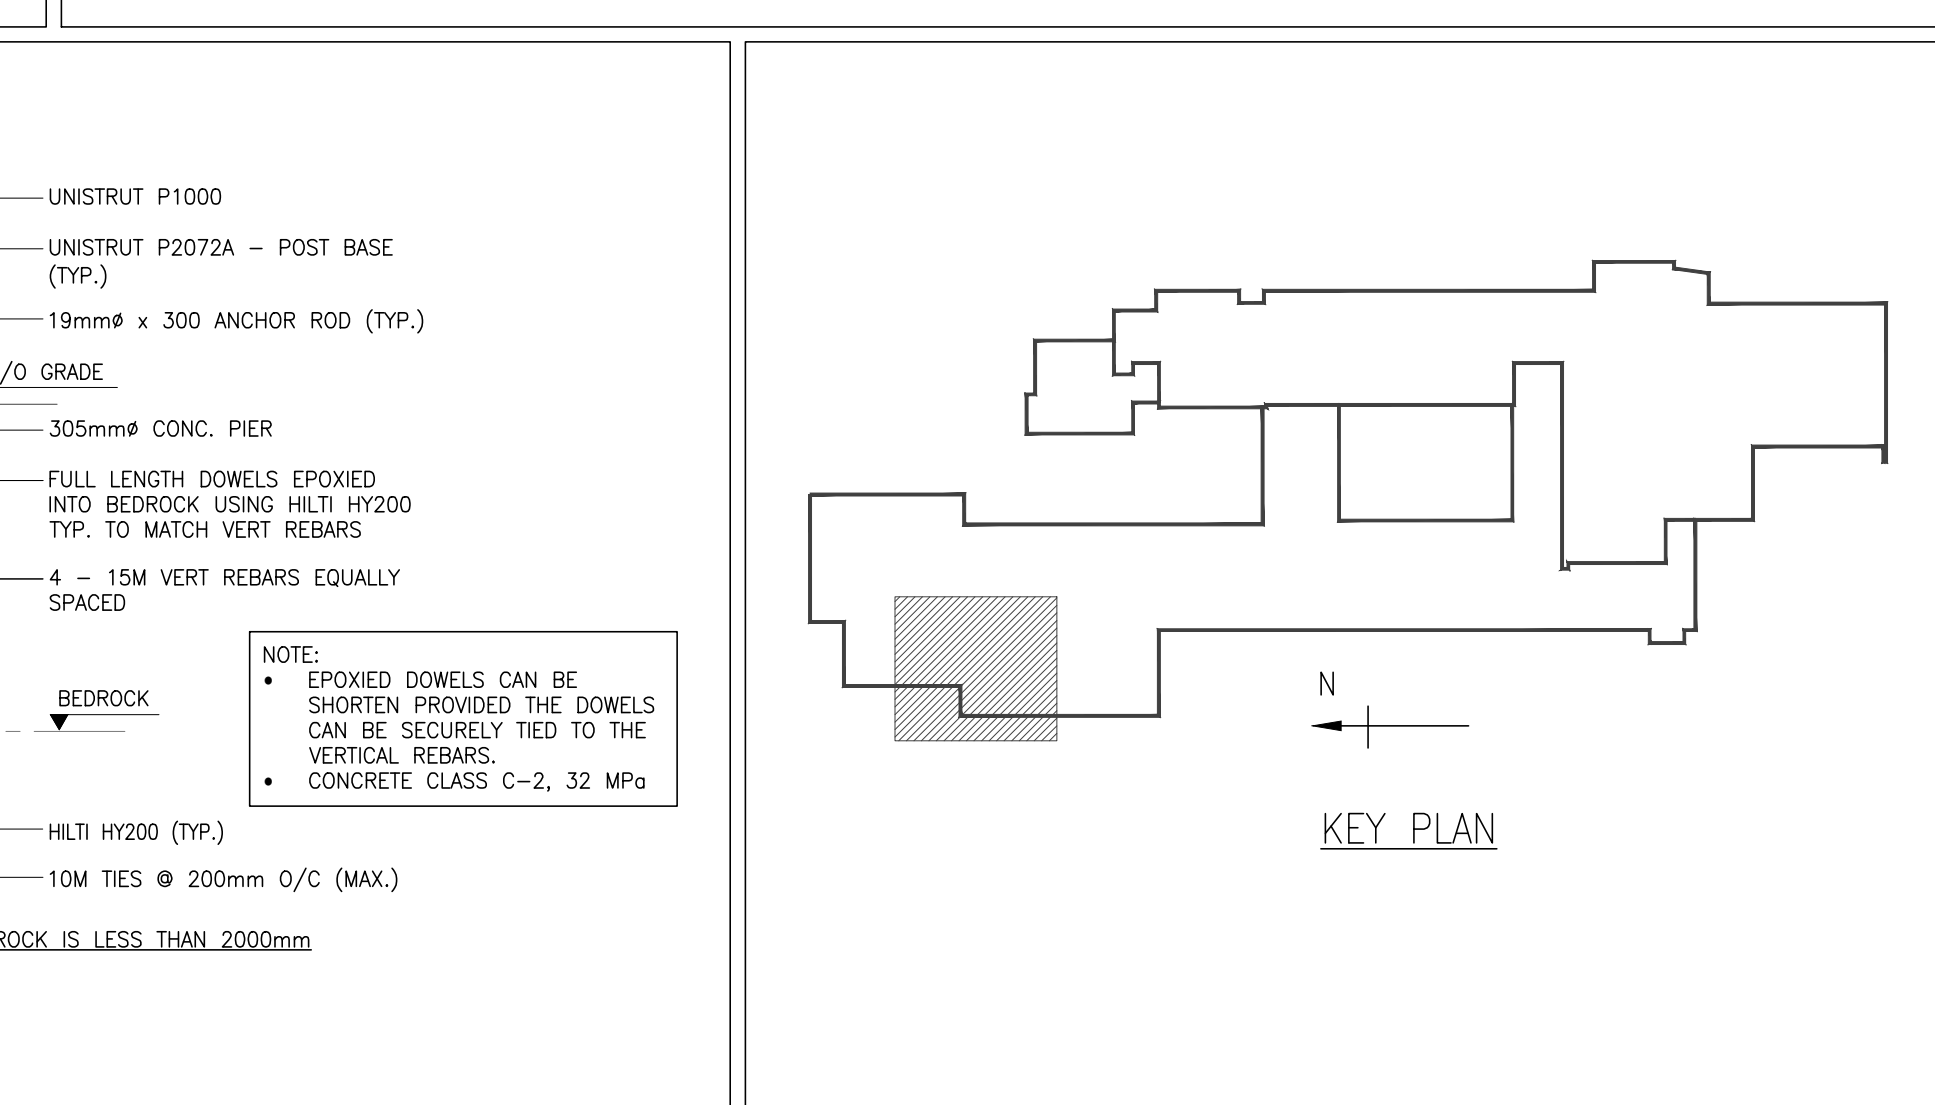 UNISTRUT P1000
UNISTRUT P2072A – POST BASE
(TYP.)
19mmø x 300 ANCHOR ROD (TYP.)
/O GRADE
305mmø CONC. PIER
FULL LENGTH DOWELS EPOXIED
INTO BEDROCK USING HILTI HY200
TYP. TO MATCH VERT REBARS
4 – 15M VERT REBARS EQUALLY
SPACED
NOTE:
• EPOXIED DOWELS CAN BE
SHORTEN PROVIDED THE DOWELS
CAN BE SECURELY TIED TO THE
VERTICAL REBARS.
• CONCRETE CLASS C–2, 32 MPa
BEDROCK
HILTI HY200 (TYP.)
10M TIES @ 200mm O/C (MAX.)
ROCK IS LESS THAN 2000mm
N
KEY PLAN